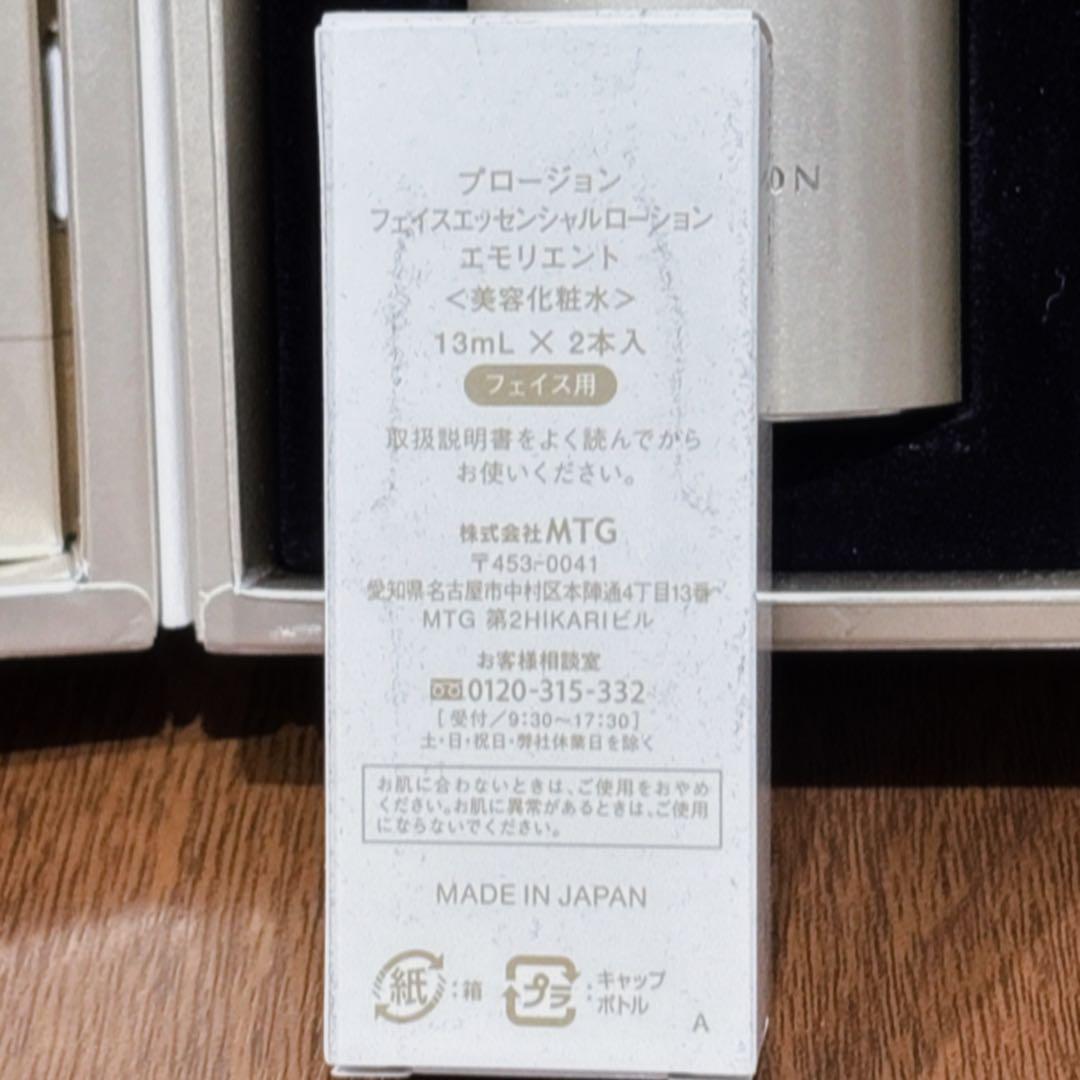 プロージョン
フェイスエッセンシャルローション
エモリエント
＜美容化粧水＞
13mL × 2本入
フェイス用
取扱説明書をよく読んでから
お使いください。
株式会社MTG
〒453-0041
愛知県名古屋市中村区本陣通4丁目13番
MTG 第2HIKARIビル
お客様相談室
0120-315-332
[ 受付／9:30〜17:30 ]
土・日・祝日・弊社休業日を除く
お肌に合わないときは、ご使用をおやめ
ください。お肌に異常があるときは、ご使用
にならないでください。
MADE IN JAPAN
紙:箱
プラ:キャップ
ボトル
A